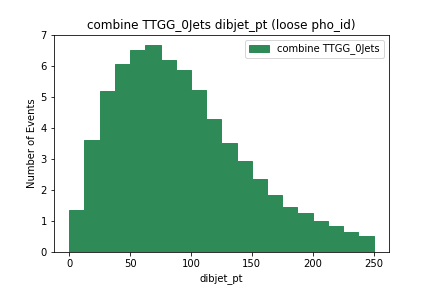 combine TTGG_0Jets dibjet_pt (loose pho_id)
combine TTGG_0Jets
Number of Events
7
6
5
4
3
2
1
0
0 50 100 150 200 250
dibjet_pt